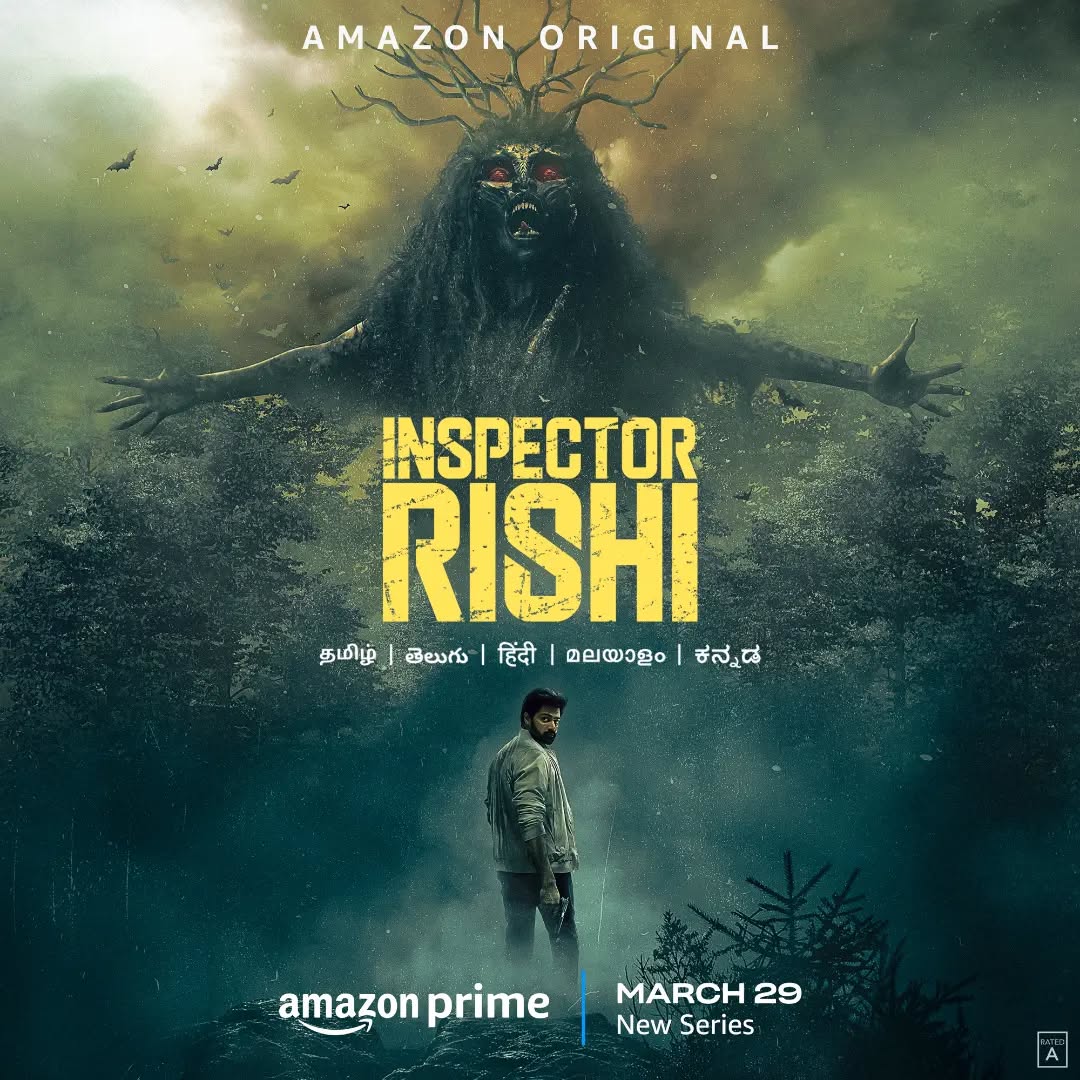 AMAZON ORIGINAL
INSPECTOR
RISHI
தமிழ் | తెలుగు | हिंदी | മലയാളം | ಕನ್ನಡ
amazon prime | MARCH 29
New Series
RATED
A